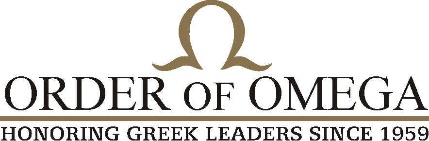 ORDER OF OMEGA
HONORING GREEK LEADERS SINCE 1959